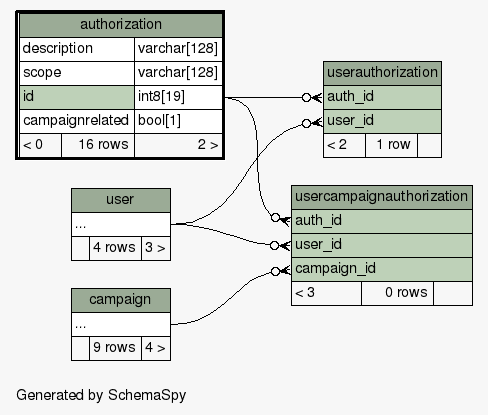 authorization
description varchar[128]
scope varchar[128]
id int8[19]
campaignrelated bool[1]
< 0 16 rows 2 >
userauthorization
auth_id
user_id
< 2 1 row
user
...
4 rows 3 >
usercampaignauthorization
auth_id
user_id
campaign_id
< 3 0 rows
campaign
...
9 rows 4 >
Generated by SchemaSpy